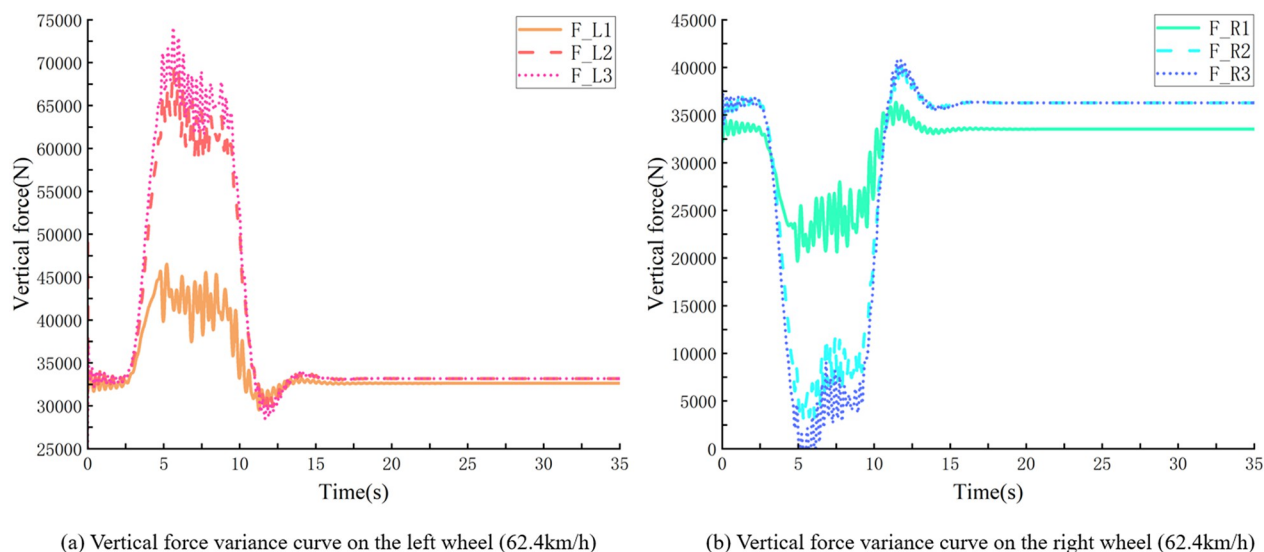 75000
70000
65000
60000
55000
50000
45000
40000
35000
30000
25000
Vertical force(N)
F_L1
F_L2
F_L3
0 5 10 15 20 25 30 35
Time(s)
(a) Vertical force variance curve on the left wheel (62.4km/h)
45000
40000
35000
30000
25000
20000
15000
10000
5000
0
Vertical force(N)
F_R1
F_R2
F_R3
0 5 10 15 20 25 30 35
Time(s)
(b) Vertical force variance curve on the right wheel (62.4km/h)